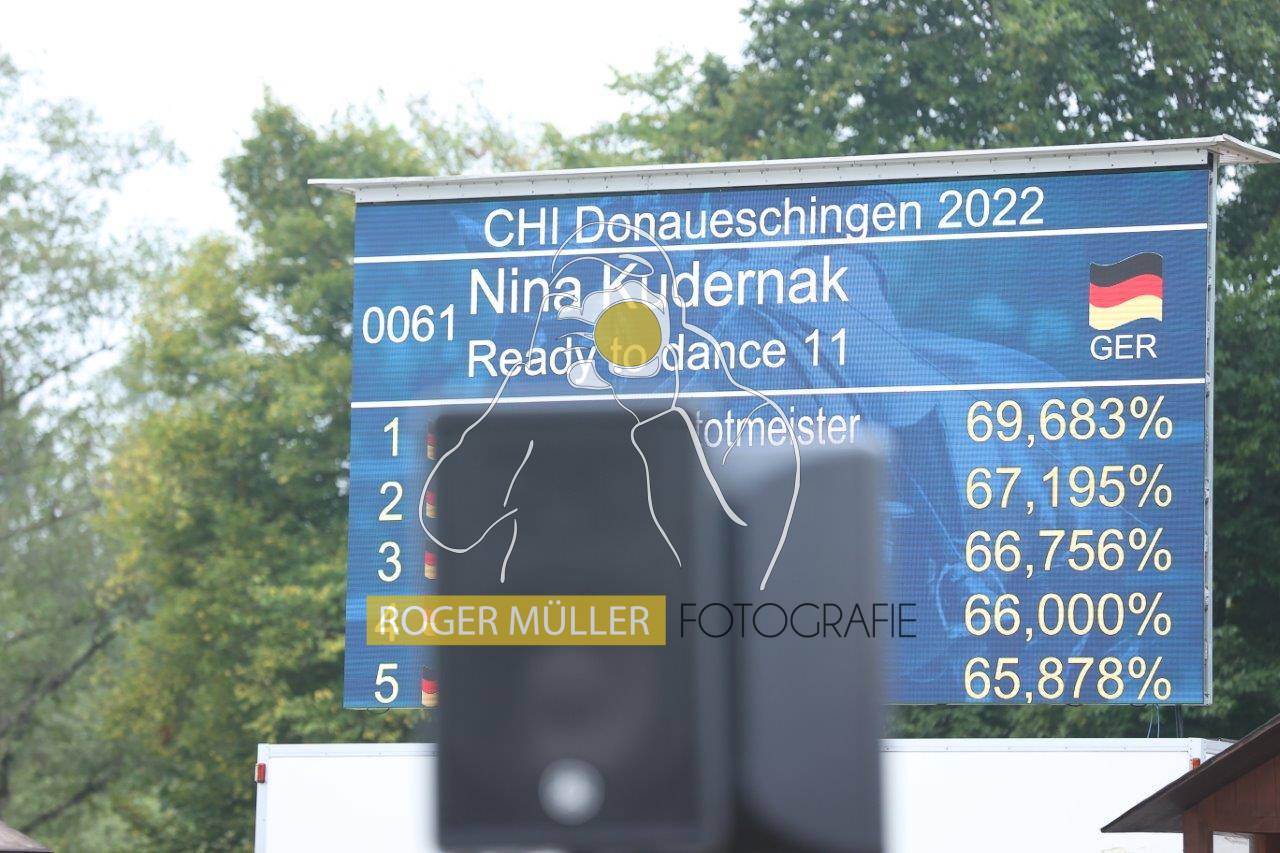 CHI Donaueschingen 2022
0061 Nina Kudernak
Ready to dance 11
GER
1 69,683%
2 67,195%
3 66,756%
4 66,000%
5 65,878%
ROGER MÜLLER FOTOGRAFIE